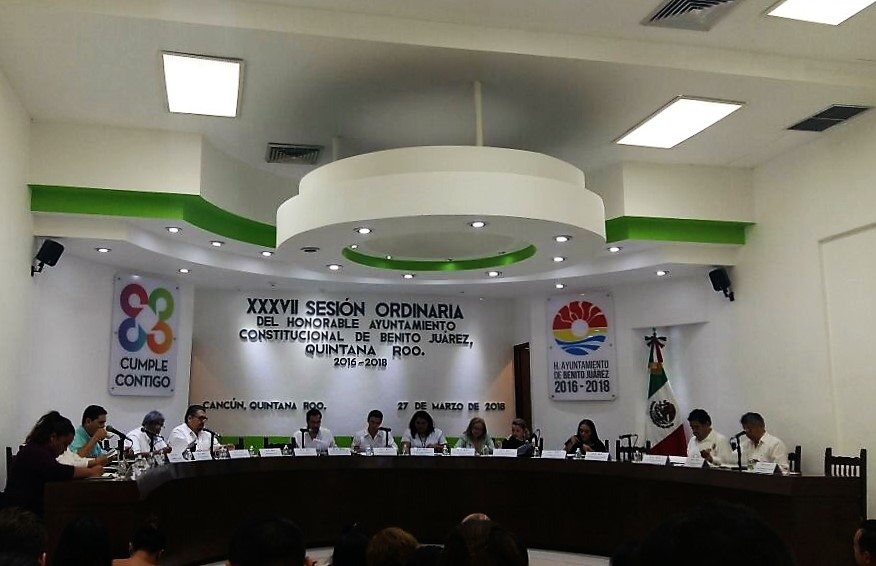 XXXVII SESIÓN ORDINARIA
DEL HONORABLE AYUNTAMIENTO
CONSTITUCIONAL DE BENITO JUÁREZ,
QUINTANA ROO.
2016-2018
CANCÚN, QUINTANA ROO.
27 DE MARZO DE 2018
CUMPLE
CONTIGO
H. AYUNTAMIENTO
DE BENITO JUÁREZ
2016 - 2018